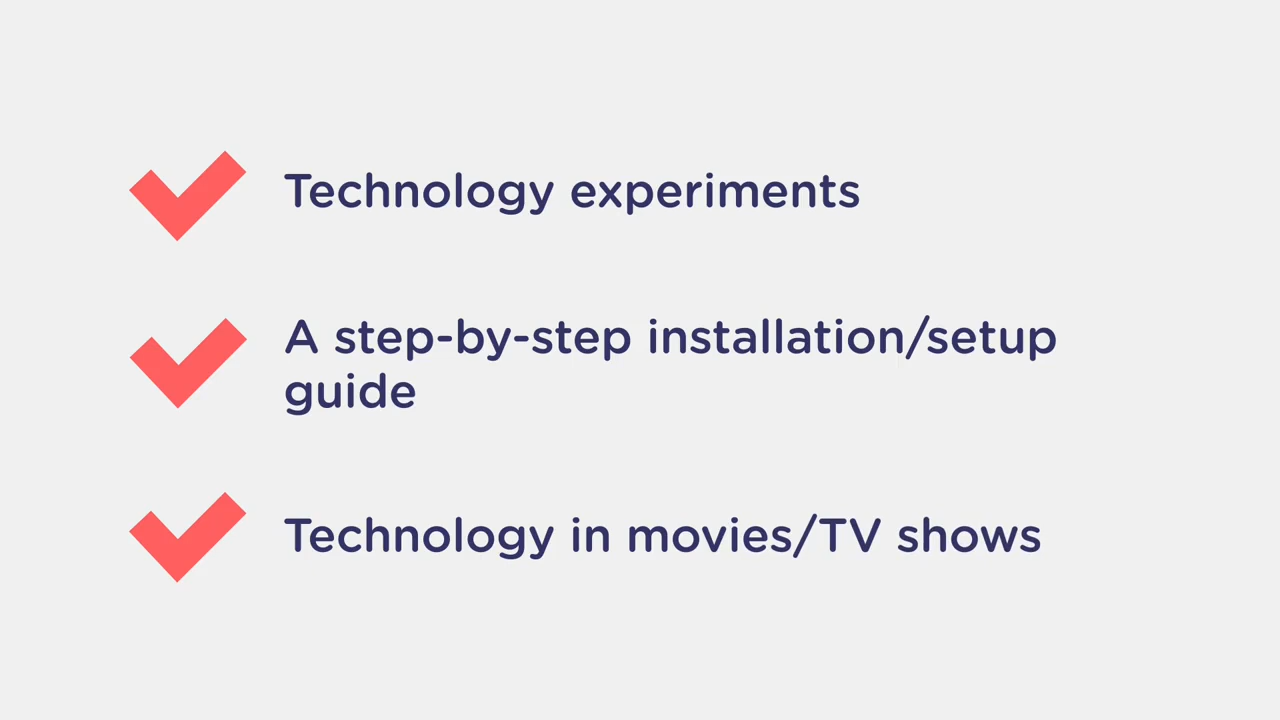 Technology experiments
A step-by-step installation/setup
guide
Technology in movies/TV shows